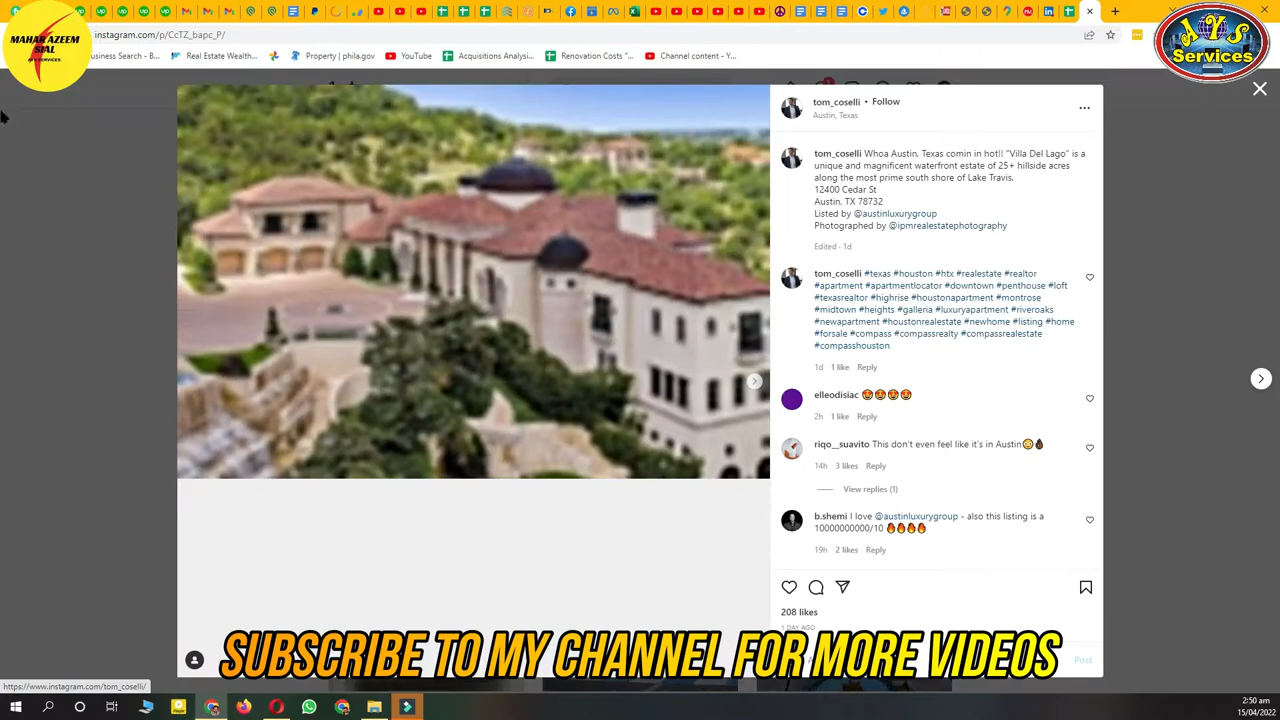 instagram.com/p/CcTZ_bapc_P/
Business Search - B...
Real Estate Wealth...
Property | phila.gov
YouTube
Acquisitions Analysi...
Renovation Costs "...
Channel content - Y...
MAHAR AZEEM
SIAL
AYS
Services
tom_coselli • Follow
Austin, Texas
tom_coselli Whoa Austin, Texas comin in hot!! "Villa Del Lago" is a
unique and magnificent waterfront estate of 25+ hillside acres
along the most prime south shore of Lake Travis.
12400 Cedar St
Austin, TX 78732
Listed by @austinluxurygroup
Photographed by @ipmrealestatephotography
Edited · 1d
tom_coselli #texas #houston #htx #realestate #realtor
#apartment #apartmentlocator #downtown #penthouse #loft
#texasrealtor #highrise #houstonapartment #montrose
#midtown #heights #galleria #luxuryapartment #riveroaks
#newapartment #houstonrealestate #newhome #listing #home
#forsale #compass #compassrealty #compassrealestate
#compasshouston
1d 1 like Reply
elleodisiac 🥵🥵🥵🥵
2h 1 like Reply
riqo__suavito This don't even feel like it's in Austin
14h 3 likes Reply
View replies (1)
b.shemi I love @austinluxurygroup - also this listing is a
10000000000/10 🔥🔥🔥🔥
19h 2 likes Reply
208 likes
1 DAY AGO
Post
SUBSCRIBE TO MY CHANNEL FOR MORE VIDEOS
https://www.instagram.com/tom_coselli/
2:50 am
15/04/2022